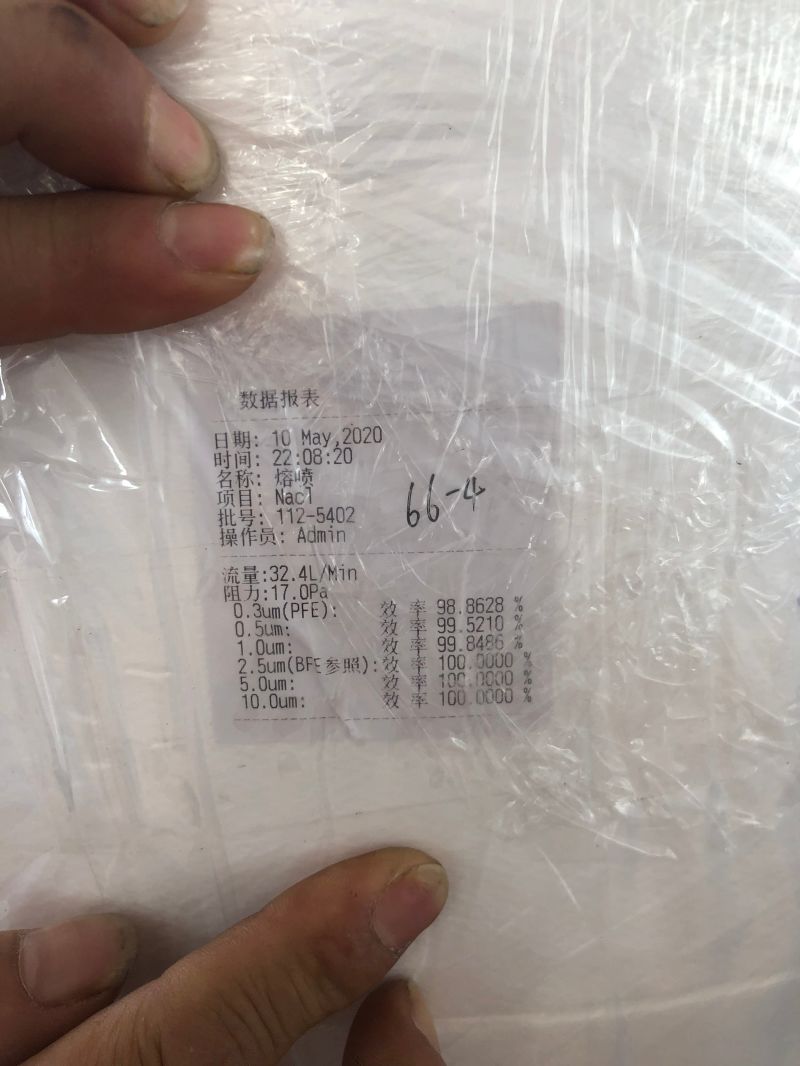 数据报表
日期: 10 May,2020
时间: 22:08:20
名称: 熔喷
项目: Nacl
批号: 112-5402
操作员: Admin
66-4
流量:32.4L/Min
阻力:17.0Pa
0.3um(PFE): 效 率 98.8628 %
0.5um: 效 率 99.5210 %
1.0um: 效 率 99.8486 %
2.5um(BFE参照):效 率 100.0000 %
5.0um: 效 率 100.0000 %
10.0um: 效 率 100.0000 %